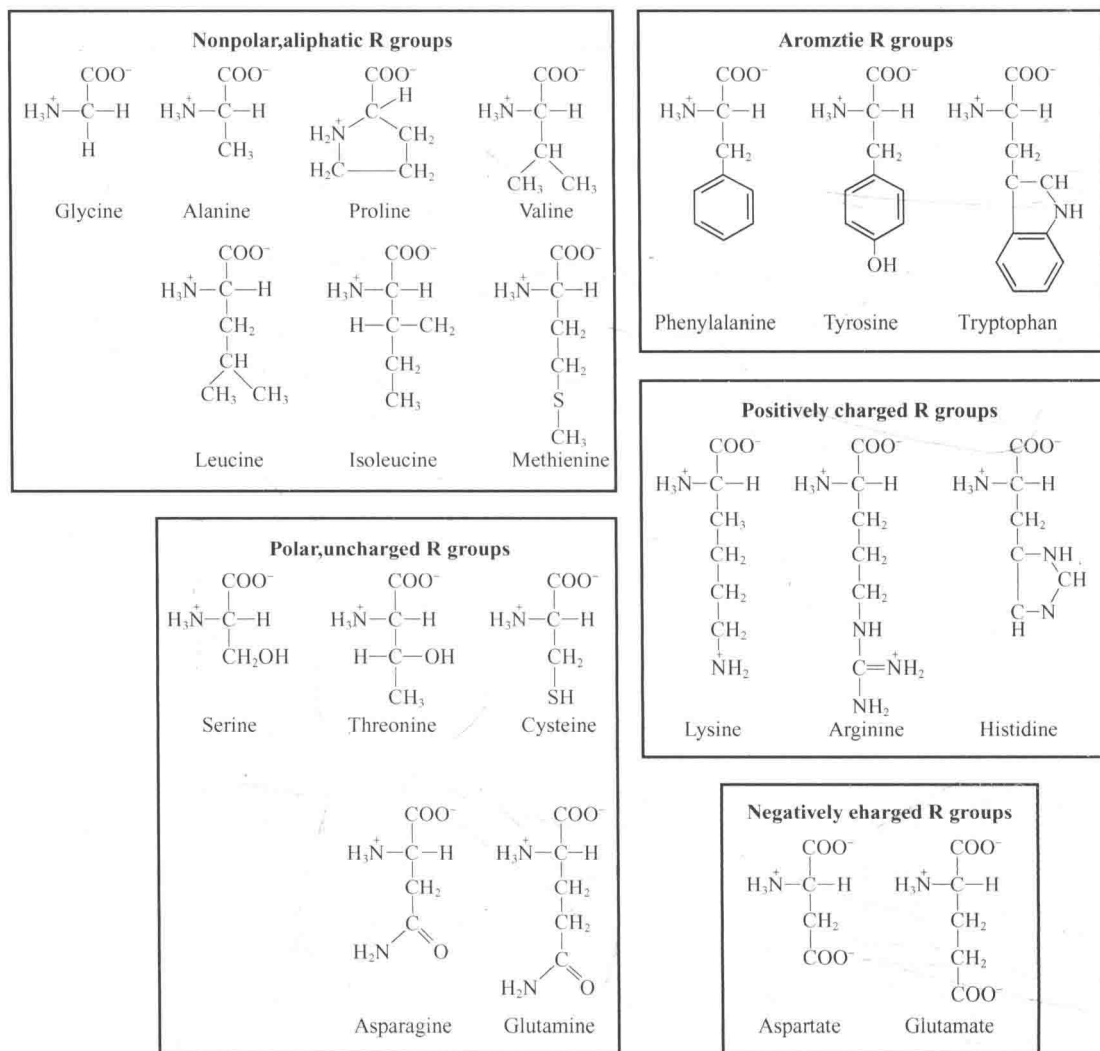 Nonpolar,aliphatic R groups
COO⁻ COO⁻ COO⁻ COO⁻
H₃N⁺—C—H H₃N⁺—C—H C H H₃N⁺—C—H
H CH₃ H₂N⁺ CH₂ CH
H₂C CH₂ CH₃ CH₃
Glycine Alanine Proline Valine
COO⁻ COO⁻ COO⁻
H₃N⁺—C—H H₃N⁺—C—H H₃N⁺—C—H
CH₂ H—C—CH₂ CH₂
CH CH₂ CH₂
CH₃ CH₃ CH₃ S
CH₃
Leucine Isoleucine Methienine
Aromztie R groups
COO⁻ COO⁻ COO⁻
H₃N⁺—C—H H₃N⁺—C—H H₃N⁺—C—H
CH₂ CH₂ CH₂
C CH
NH
OH
Phenylalanine Tyrosine Tryptophan
Positively charged R groups
COO⁻ COO⁻ COO⁻
H₃N⁺—C—H H₃N⁺—C—H H₃N⁺—C—H
CH₃ CH₂ CH₂
CH₂ CH₂ C NH
CH₂ CH₂ CH
CH₂ NH C N
H
N⁺H₂ C=N⁺H₂
NH₂
Lysine Arginine Histidine
Polar,uncharged R groups
COO⁻ COO⁻ COO⁻
H₃N⁺—C—H H₃N⁺—C—H H₃N⁺—C—H
CH₂OH H—C—OH CH₂
CH₃ SH
Serine Threonine Cysteine
COO⁻ COO⁻
H₃N⁺—C—H H₃N⁺—C—H
CH₂ CH₂
C CH₂
H₂N O C
H₂N O
Asparagine Glutamine
Negatively eharged R groups
COO⁻ COO⁻
H₃N⁺—C—H H₃N⁺—C—H
CH₂ CH₂
COO⁻ CH₂
COO⁻
Aspartate Glutamate